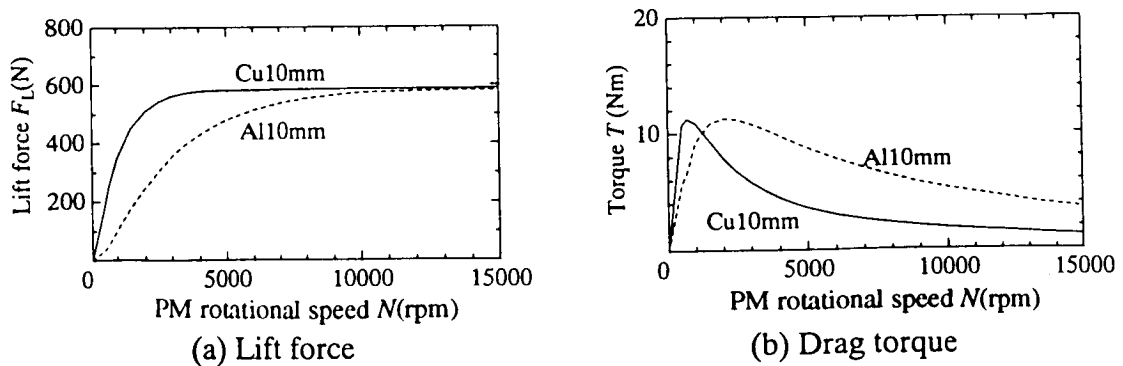 800
600
400
200
Lift force F_L(N)
Cu10mm
Al10mm
0 5000 10000 15000
PM rotational speed N(rpm)
(a) Lift force
20
10
Torque T (Nm)
Al10mm
Cu10mm
0 5000 10000 15000
PM rotational speed N(rpm)
(b) Drag torque